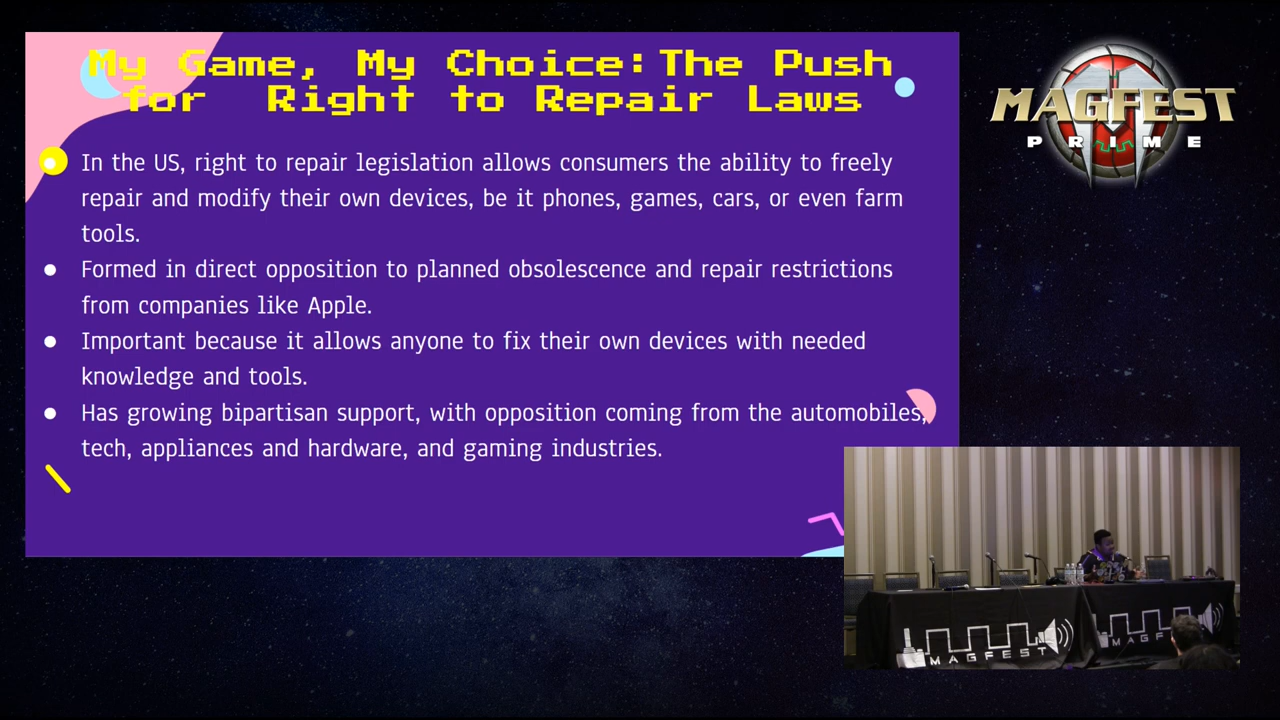 My Game, My Choice:The Push
for Right to Repair Laws
In the US, right to repair legislation allows consumers the ability to freely
repair and modify their own devices, be it phones, games, cars, or even farm
tools.
Formed in direct opposition to planned obsolescence and repair restrictions
from companies like Apple.
Important because it allows anyone to fix their own devices with needed
knowledge and tools.
Has growing bipartisan support, with opposition coming from the automobiles,
tech, appliances and hardware, and gaming industries.
MAGFEST
PRIME
MAGFEST
MAGFEST